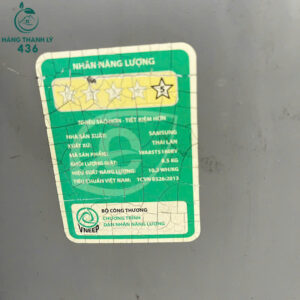 HÀNG THANH LÝ
436
NHÃN NĂNG LƯỢNG
5
TIẾT KIỆM HƠN
NHÀ SẢN XUẤT: SAMSUNG
XUẤT XỨ: THÁI LAN
MÃ SẢN PHẨM:
KHỐI LƯỢNG GIẶT: 8.5 KG
HIỆU SUẤT NĂNG LƯỢNG:
TIÊU CHUẨN VIỆT NAM: TCVN 8526:2013
BỘ CÔNG THƯƠNG
CHƯƠNG TRÌNH
DÁN NHÃN NĂNG LƯỢNG
VNEEP